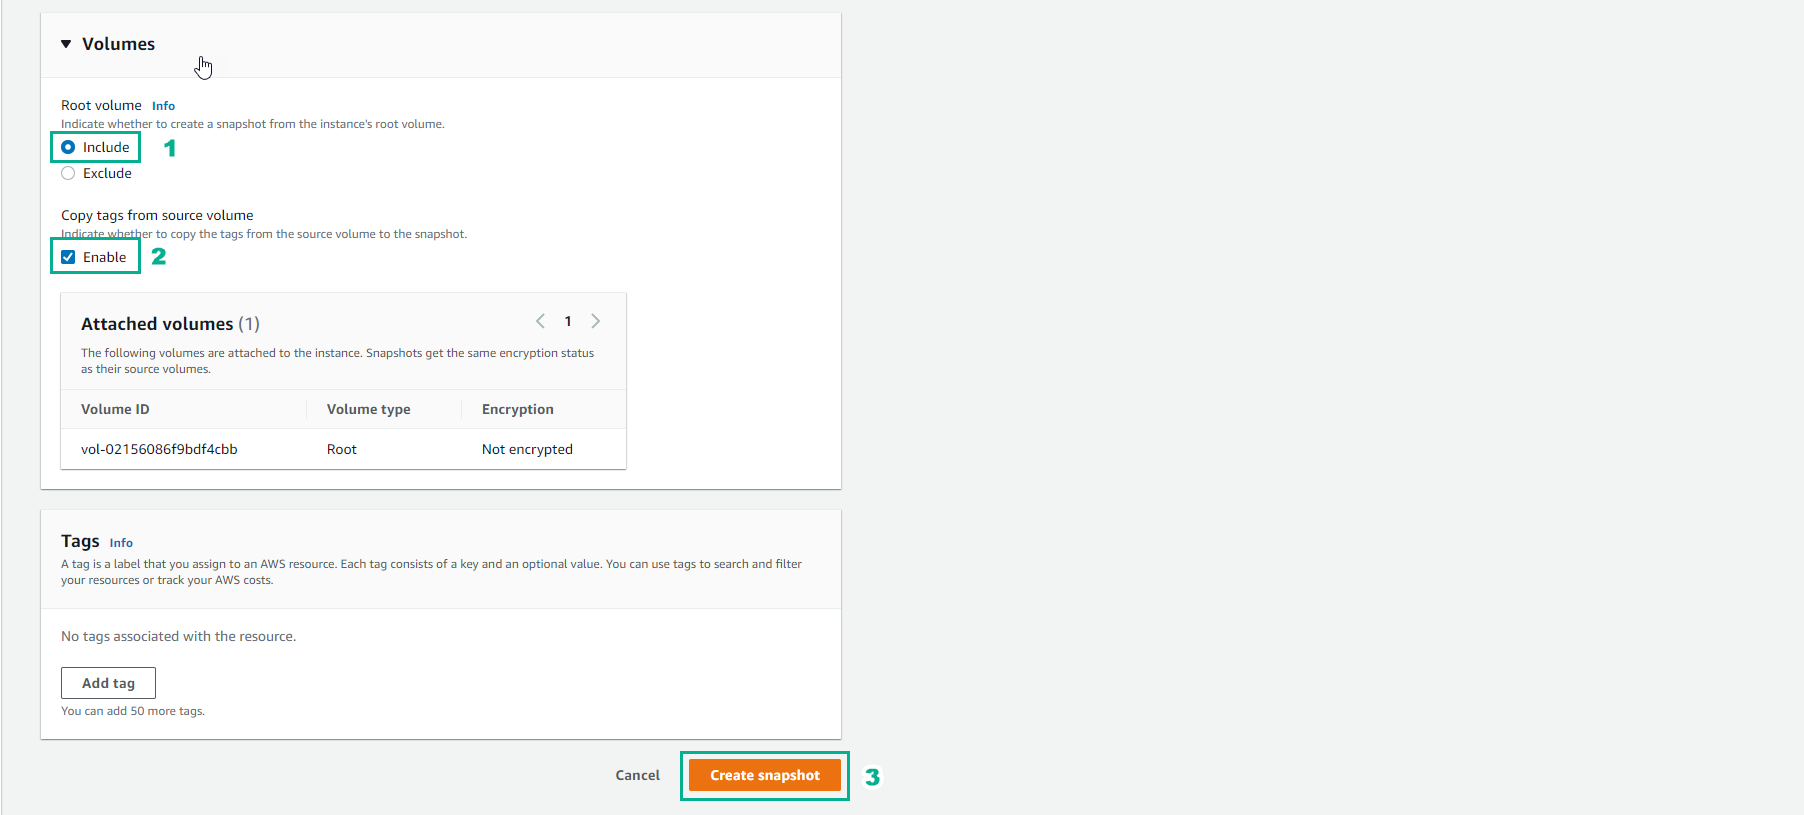 Volumes
Root volume Info
Indicate whether to create a snapshot from the instance's root volume.
Include 1
Exclude
Copy tags from source volume
Indicate whether to copy the tags from the source volume to the snapshot.
Enable 2
Attached volumes (1) 1
The following volumes are attached to the instance. Snapshots get the same encryption status
as their source volumes.
Volume ID Volume type Encryption
vol-02156086f9bdf4cbb Root Not encrypted
Tags Info
A tag is a label that you assign to an AWS resource. Each tag consists of a key and an optional value. You can use tags to search and filter
your resources or track your AWS costs.
No tags associated with the resource.
Add tag
You can add 50 more tags.
Cancel Create snapshot 3